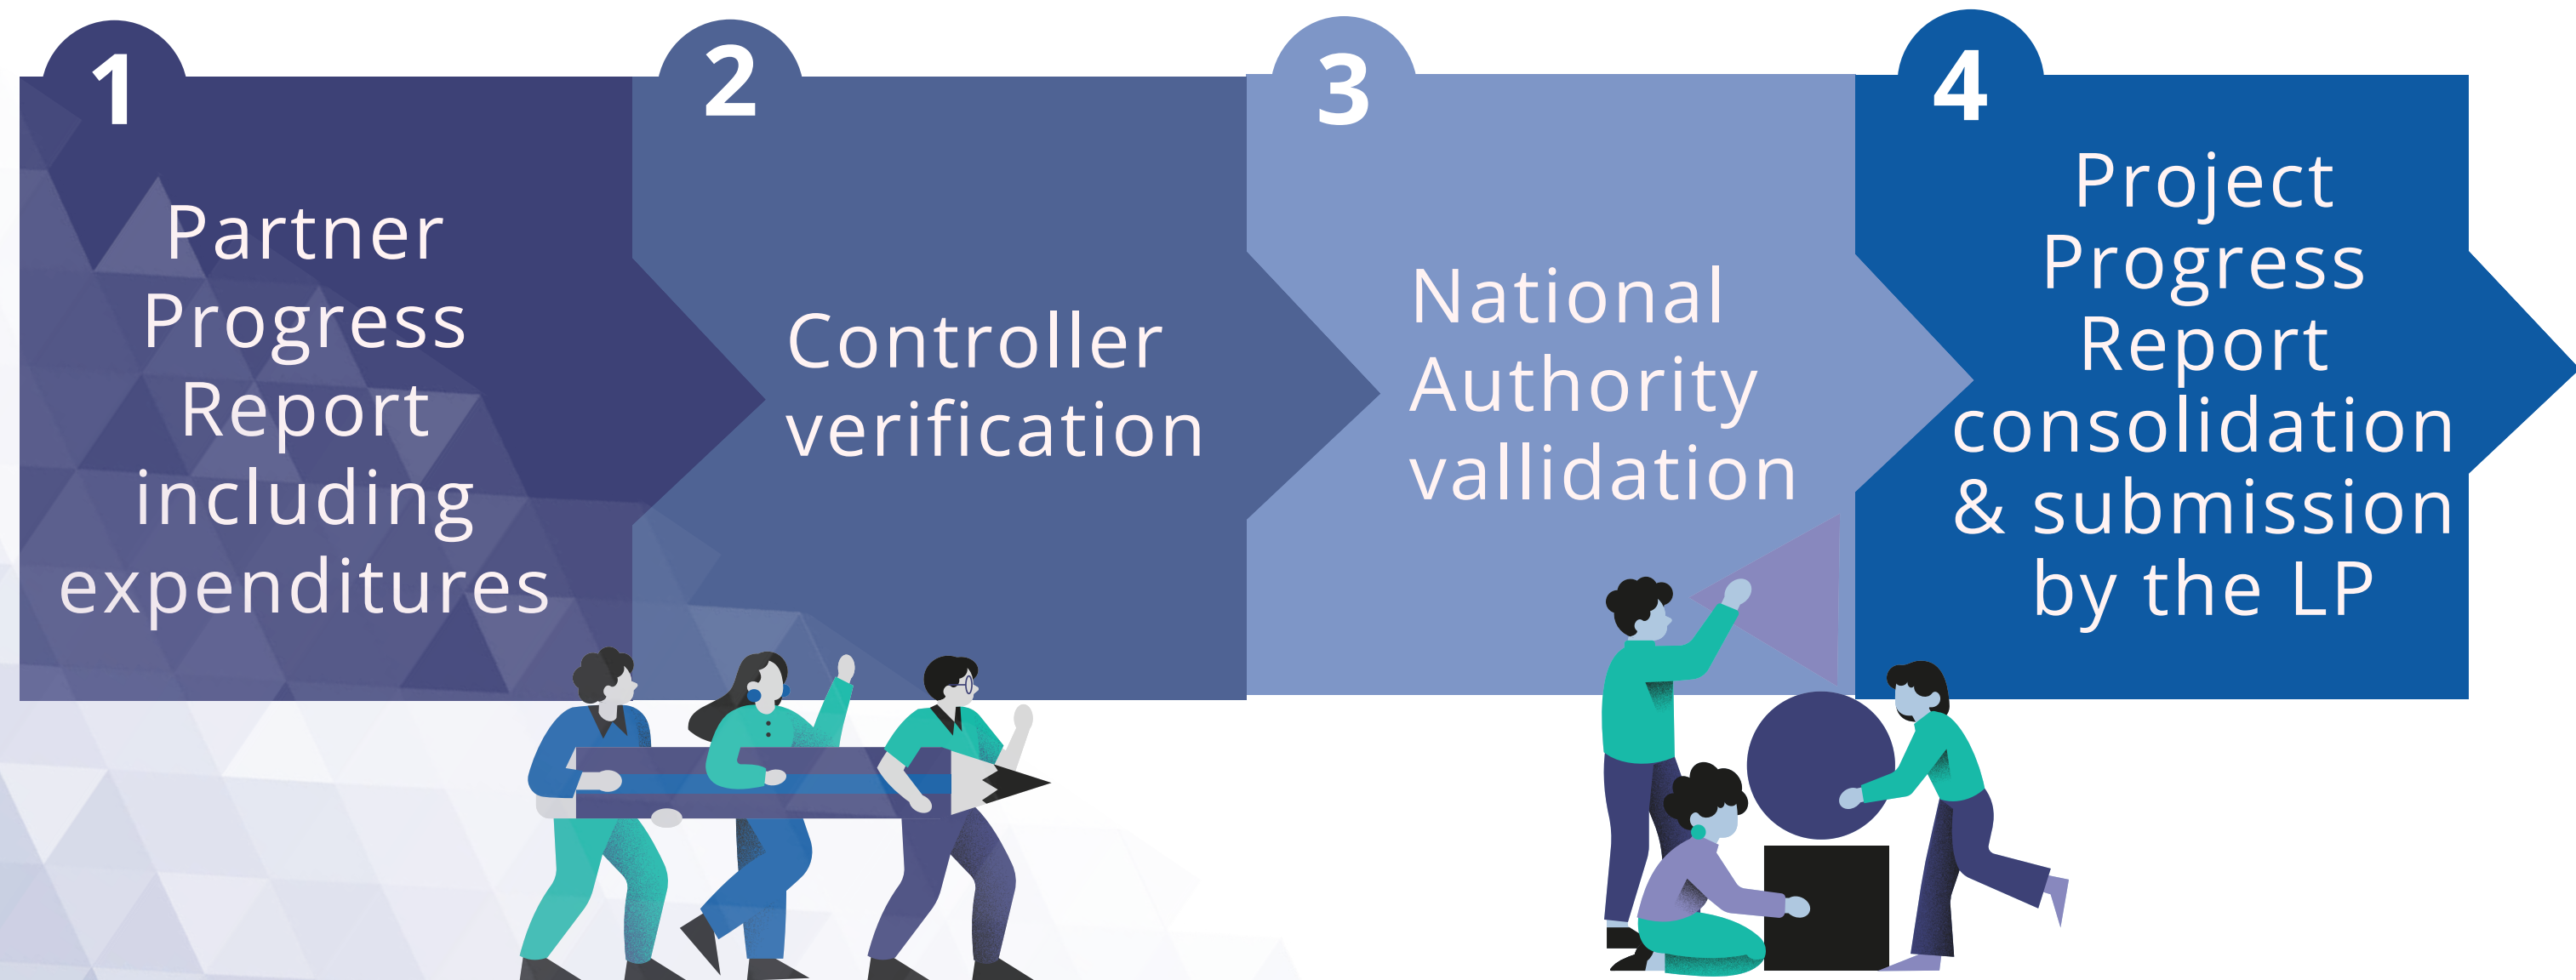 1
Partner
Progress
Report
including
expenditures
2
Controller
verification
3
National
Authority
vallidation
4
Project
Progress
Report
consolidation
& submission
by the LP